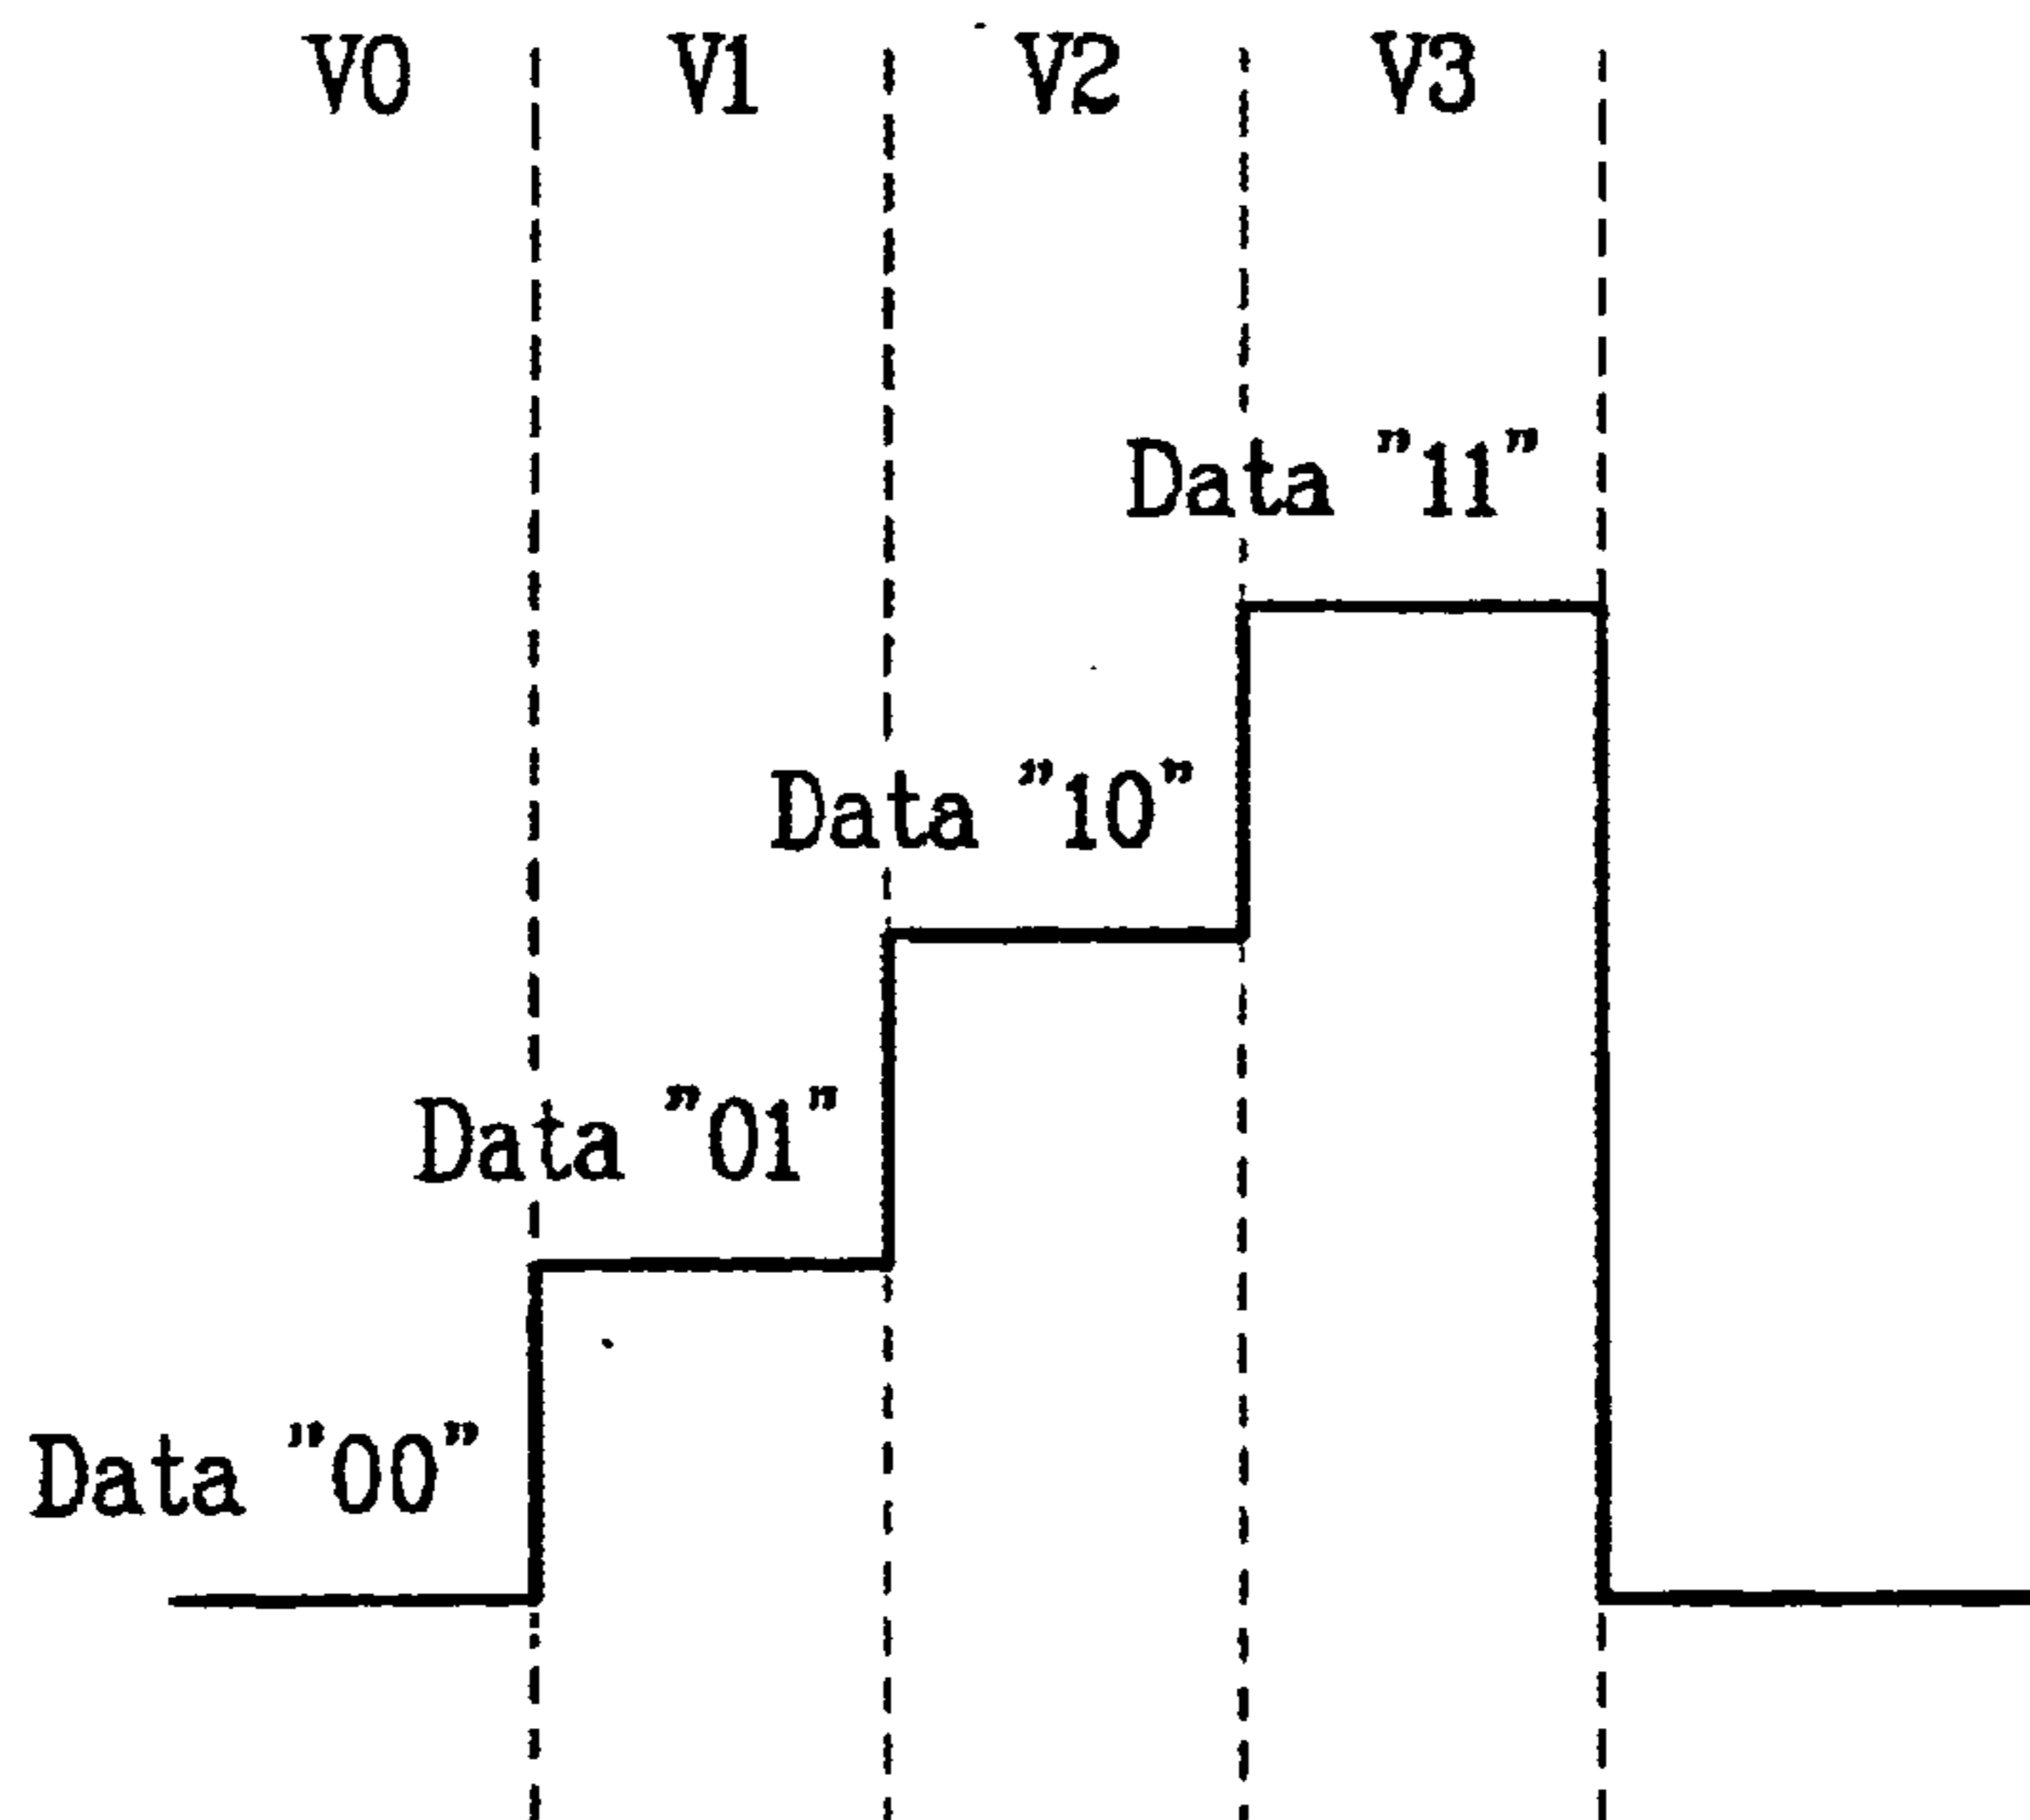 V0 V1 V2 V3
Data "11"
Data "10"
Data "01"
Data "00"